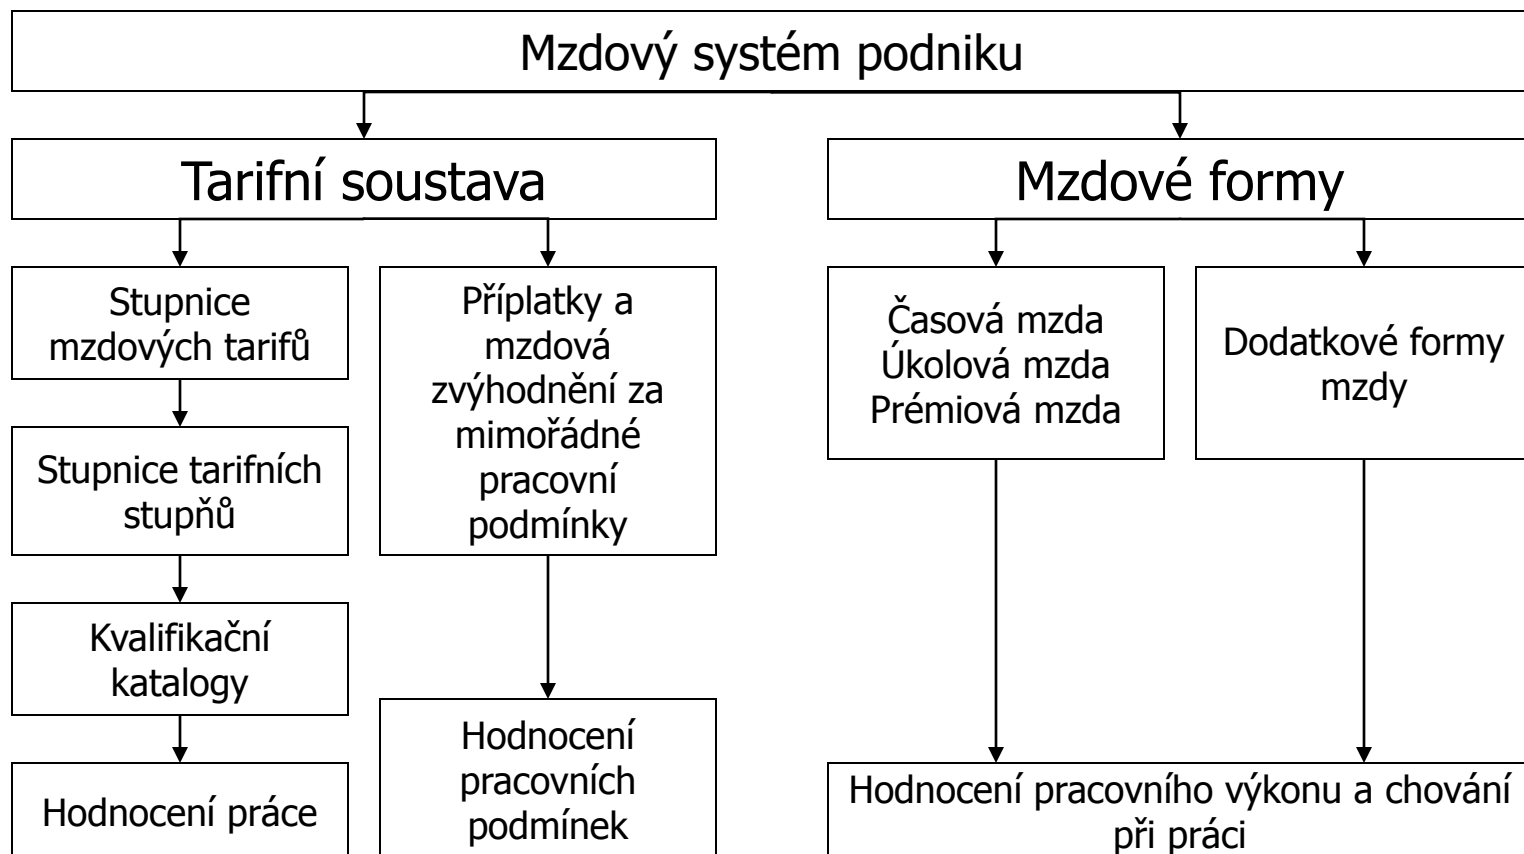 Mzdový systém podniku
Tarifní soustava
Mzdové formy
Stupnice
mzdových tarifů
Příplatky a
mzdová
zvýhodnění za
mimořádné
pracovní
podmínky
Časová mzda
Úkolová mzda
Prémiová mzda
Dodatkové formy
mzdy
Stupnice tarifních
stupňů
Kvalifikační
katalogy
Hodnocení práce
Hodnocení
pracovních
podmínek
Hodnocení pracovního výkonu a chování
při práci